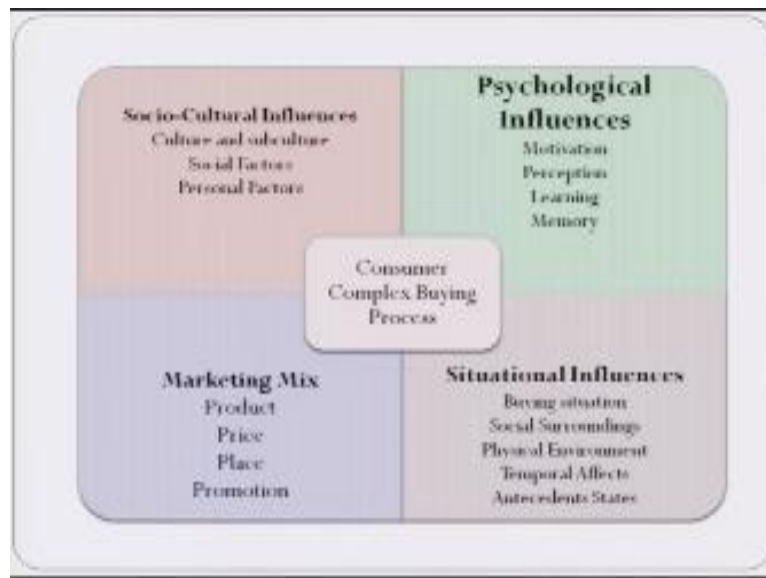 Socio-Cultural Influences
Culture and subculture
Social Factors
Personal Factors
Psychological
Influences
Motivation
Perception
Learning
Memory
Consumer
Complex Buying
Process
Marketing Mix
Product
Price
Place
Promotion
Situational Influences
Buying situation
Social Surroundings
Physical Environment
Temporal Affects
Antecedents States